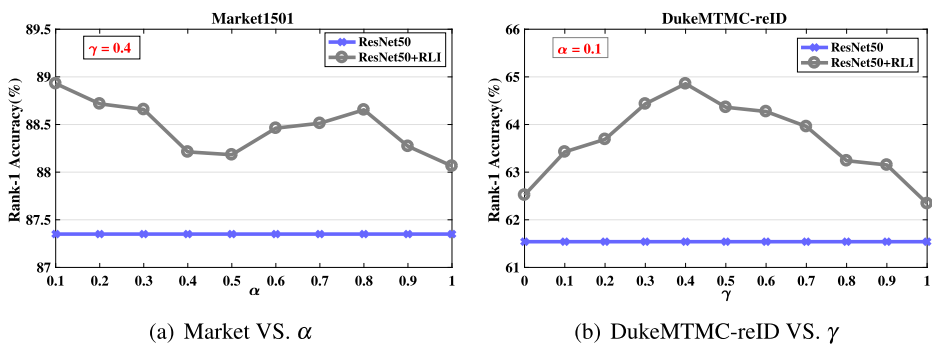 Market1501
89.5
89
88.5
88
87.5
87
Rank-1 Accuracy(%)
γ = 0.4
ResNet50
ResNet50+RLI
0.1 0.2 0.3 0.4 0.5 0.6 0.7 0.8 0.9 1
α
(a) Market VS. α
DukeMTMC-reID
66
65
64
63
62
61
Rank-1 Accuracy(%)
α = 0.1
ResNet50
ResNet50+RLI
0 0.1 0.2 0.3 0.4 0.5 0.6 0.7 0.8 0.9 1
γ
(b) DukeMTMC-reID VS. γ